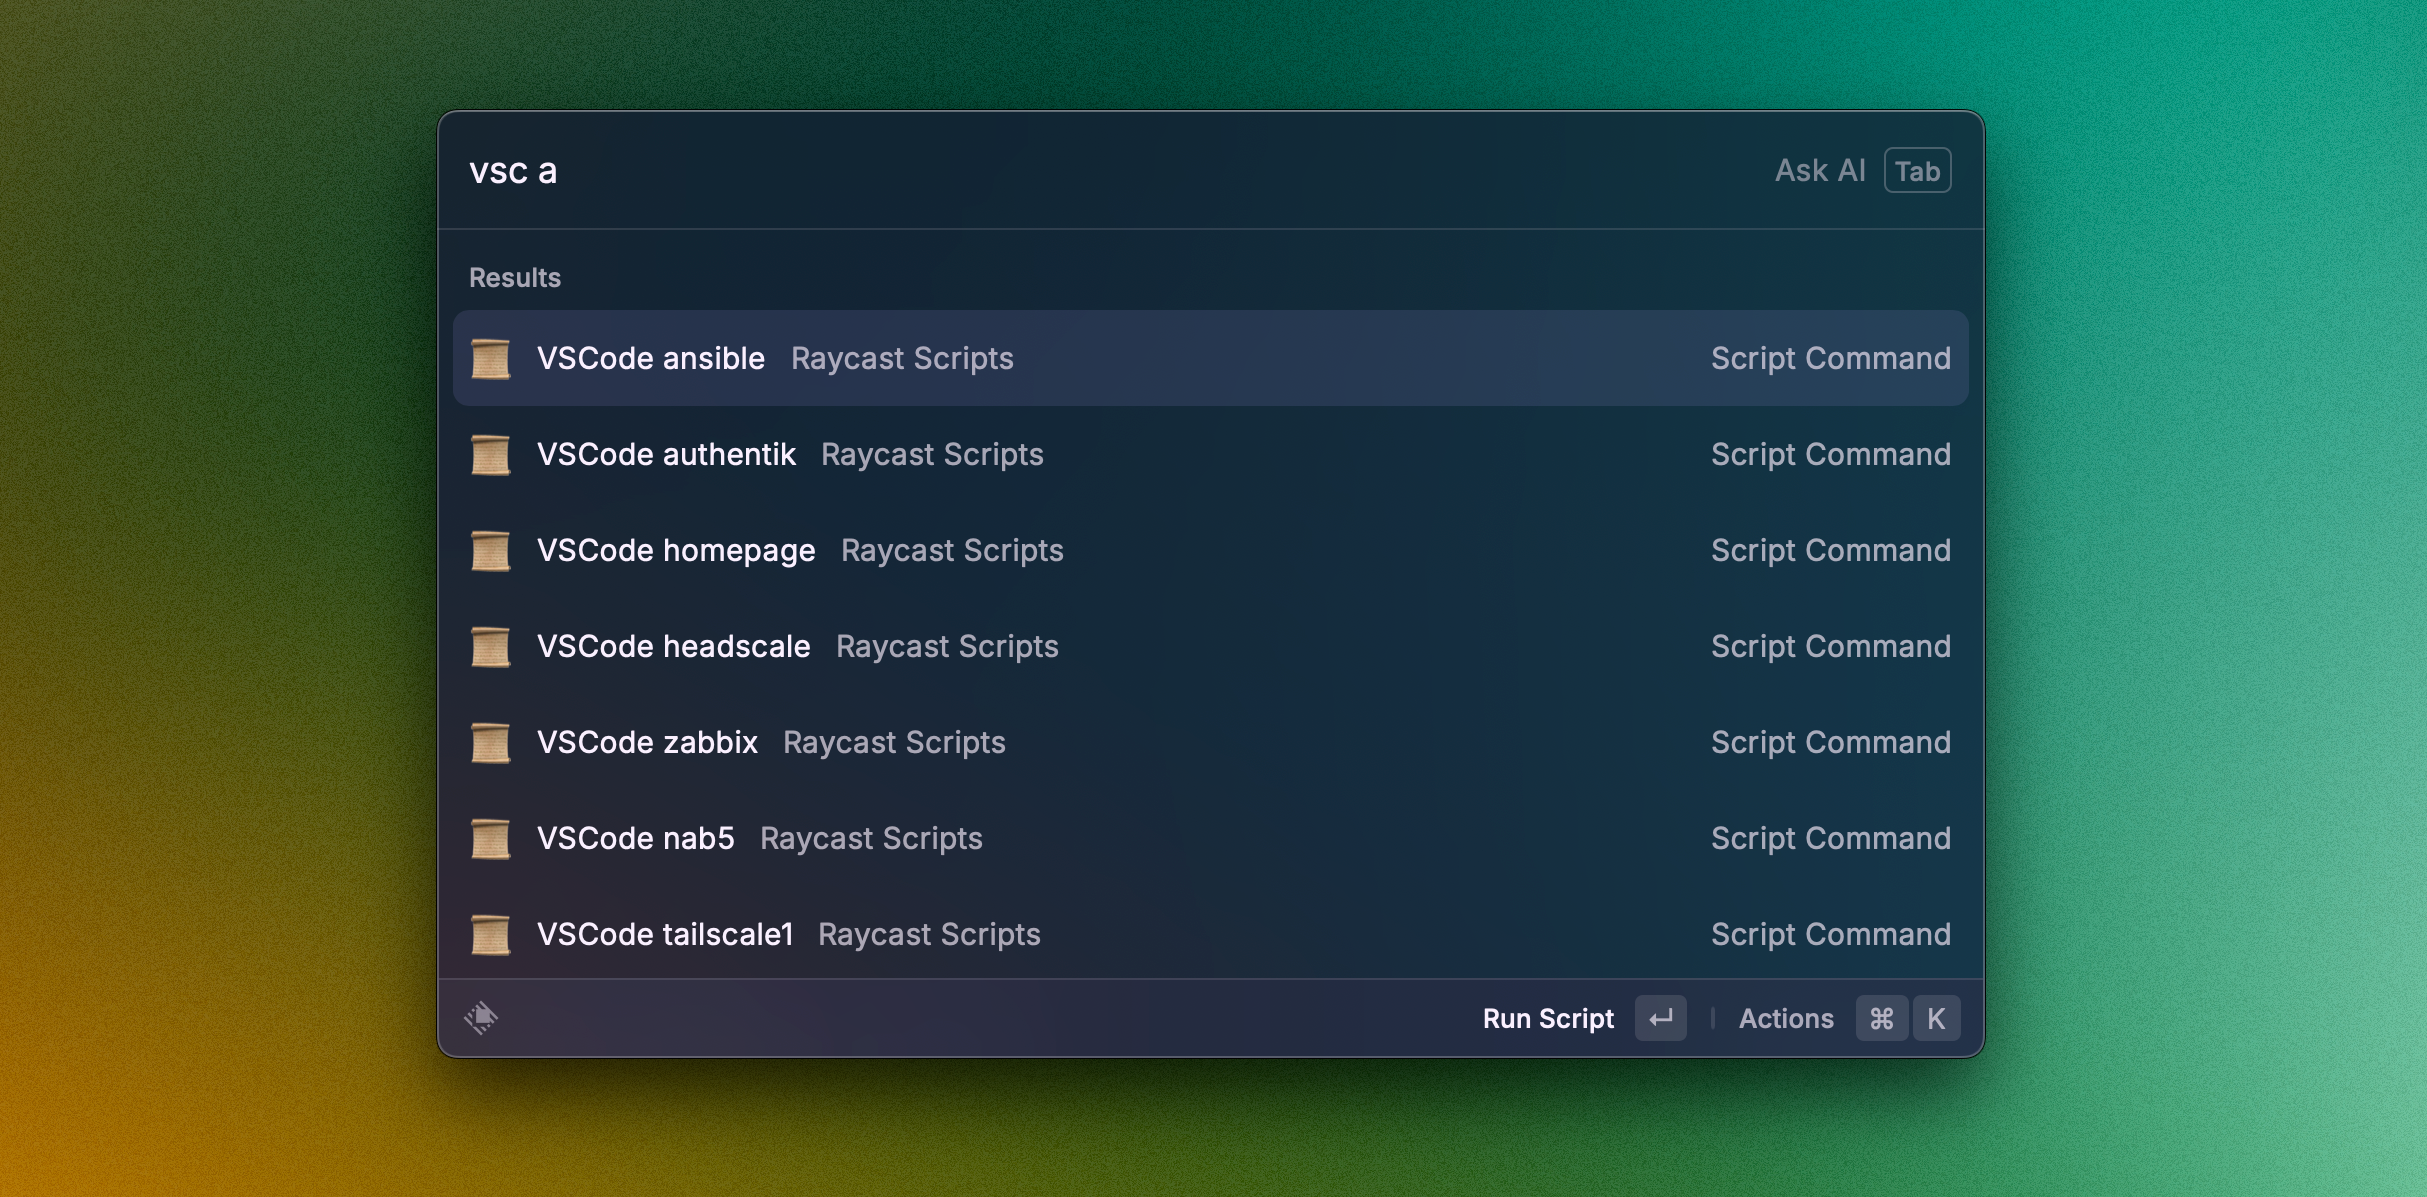 vsc a Ask AI Tab
Results
VSCode ansible Raycast Scripts Script Command
VSCode authentik Raycast Scripts Script Command
VSCode homepage Raycast Scripts Script Command
VSCode headscale Raycast Scripts Script Command
VSCode zabbix Raycast Scripts Script Command
VSCode nab5 Raycast Scripts Script Command
VSCode tailscale1 Raycast Scripts Script Command
Run Script ↵ Actions ⌘ K